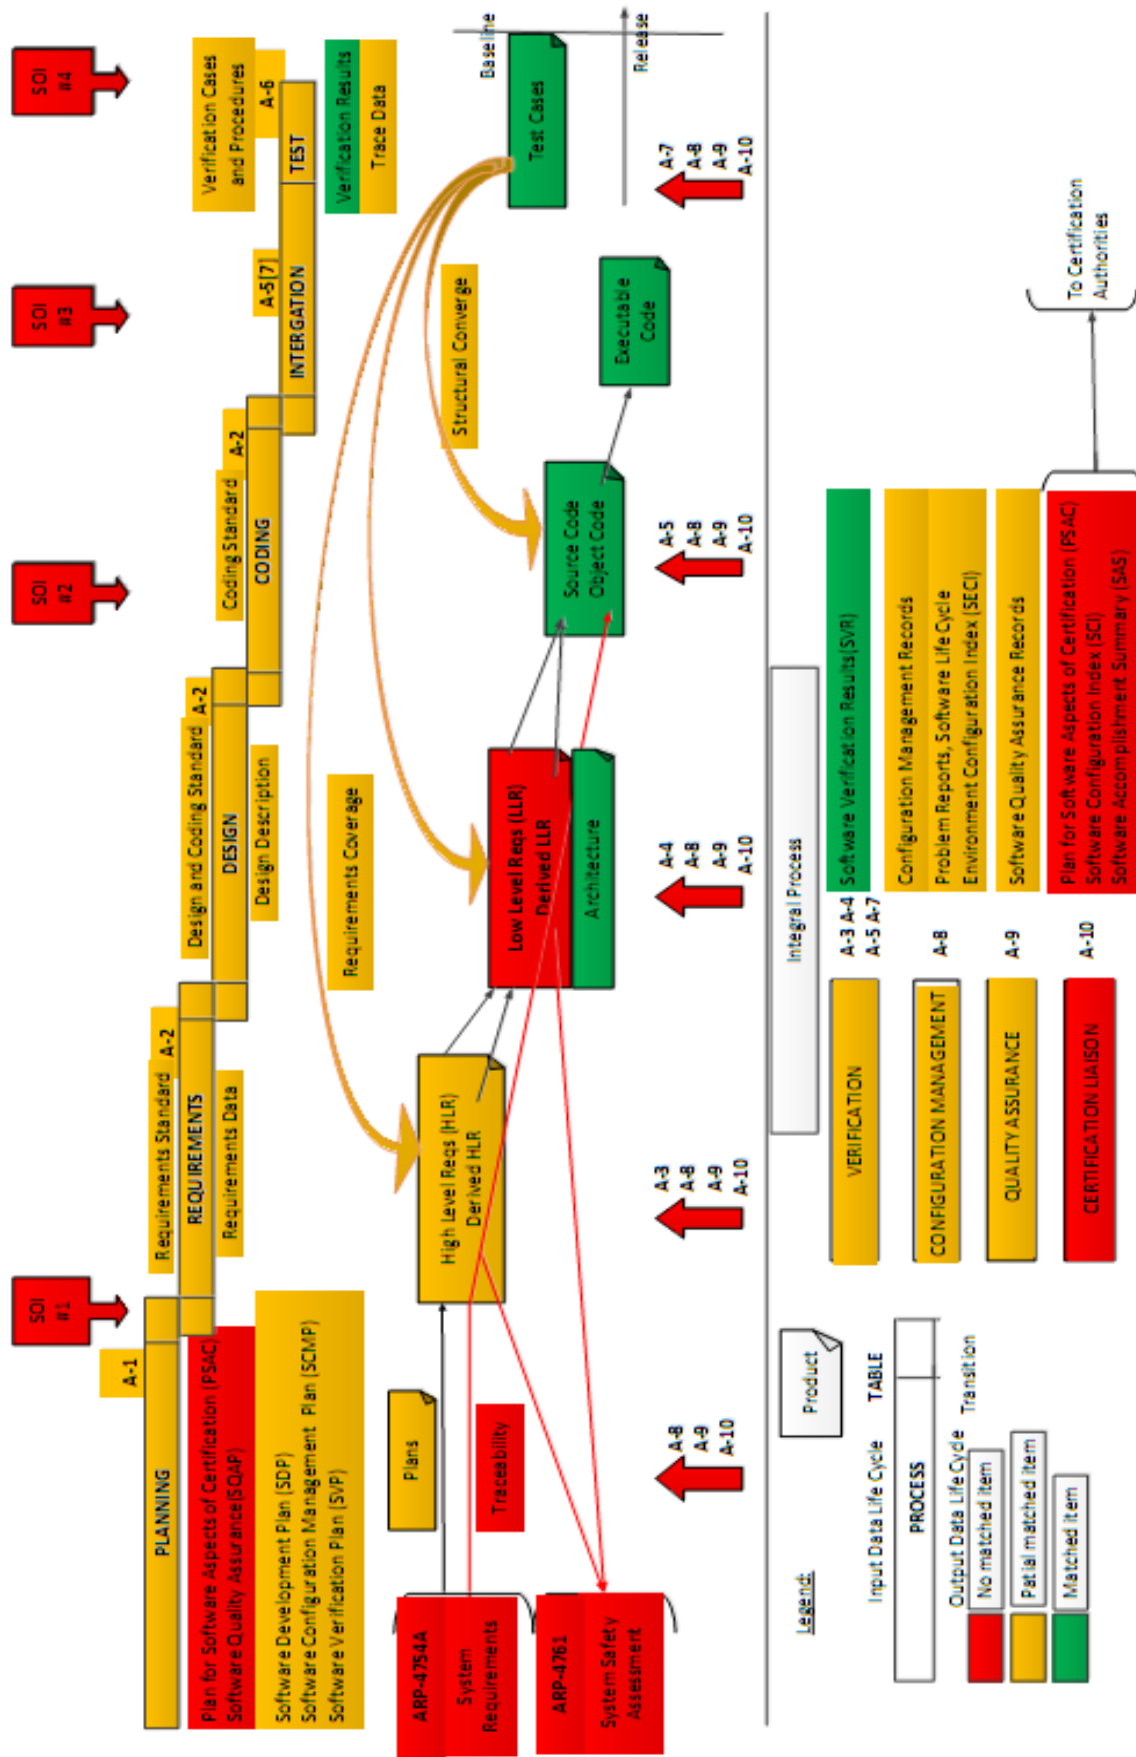 SOI
#1
SOI
#2
SOI
#3
SOI
#4
A-1
PLANNING
Plan for Software Aspects of Certification (PSAC)
Software Quality Assurance(SQAP)
Software Development Plan (SDP)
Software Configuration Management Plan (SCMP)
Software Verification Plan (SVP)
Requirements Standard
A-2
REQUIREMENTS
Requirements Data
Design and Coding Standard
A-2
DESIGN
Design Description
Coding Standard
A-2
CODING
A-5[7]
INTERGATION
Verification Cases
and Procedures
A-6
TEST
Verification Results
Trace Data
Requirements Coverage
Structural Converge
Baseline
Release
Plans
Traceability
ARP-4754A
System
Requirements
ARP-4761
System Safety
Assessment
High Level Reqs (HLR)
Derived HLR
Low Level Reqs (LLR)
Derived LLR
Architecture
Source Code
Object Code
Executable
Code
Test Cases
A-8
A-9
A-10
A-3
A-8
A-9
A-10
A-4
A-8
A-9
A-10
A-5
A-8
A-9
A-10
A-7
A-8
A-9
A-10
Legend:
Product
Input Data Life Cycle
TABLE
PROCESS
Output Data Life Cycle
Transition
No matched item
Patial matched item
Matched item
Integral Process
VERIFICATION
A-3 A-4
A-5 A-7
Software Verification Results(SVR)
CONFIGURATION MANAGEMENT
A-8
Configuration Management Records
Problem Reports, Software Life Cycle
Environment Configuration Index (SECI)
QUALITY ASSURANCE
A-9
Software Quality Assurance Records
CERTIFICATION LIAISON
A-10
Plan for Software Aspects of Certification (PSAC)
Software Configuration Index (SCI)
Software Accomplishment Summary (SAS)
To Certification
Authorities